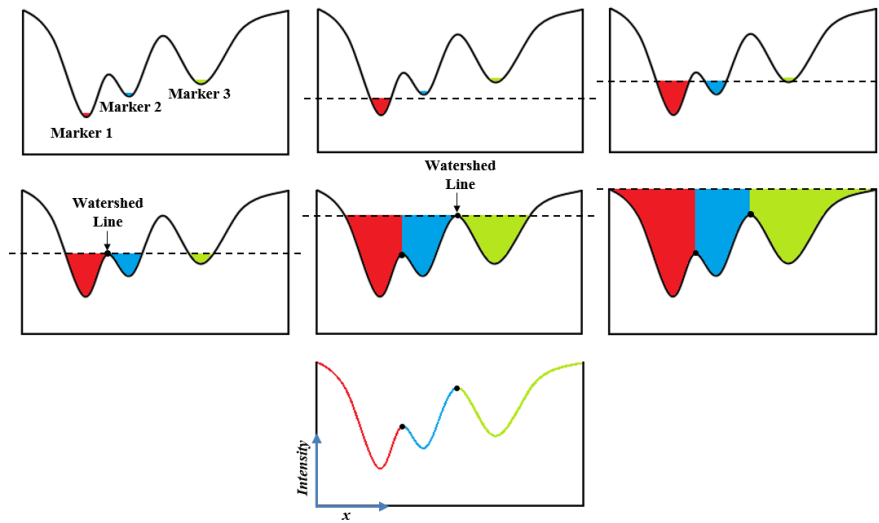 Marker 1
Marker 2
Marker 3
Watershed
Line
Watershed
Line
Intensity
x